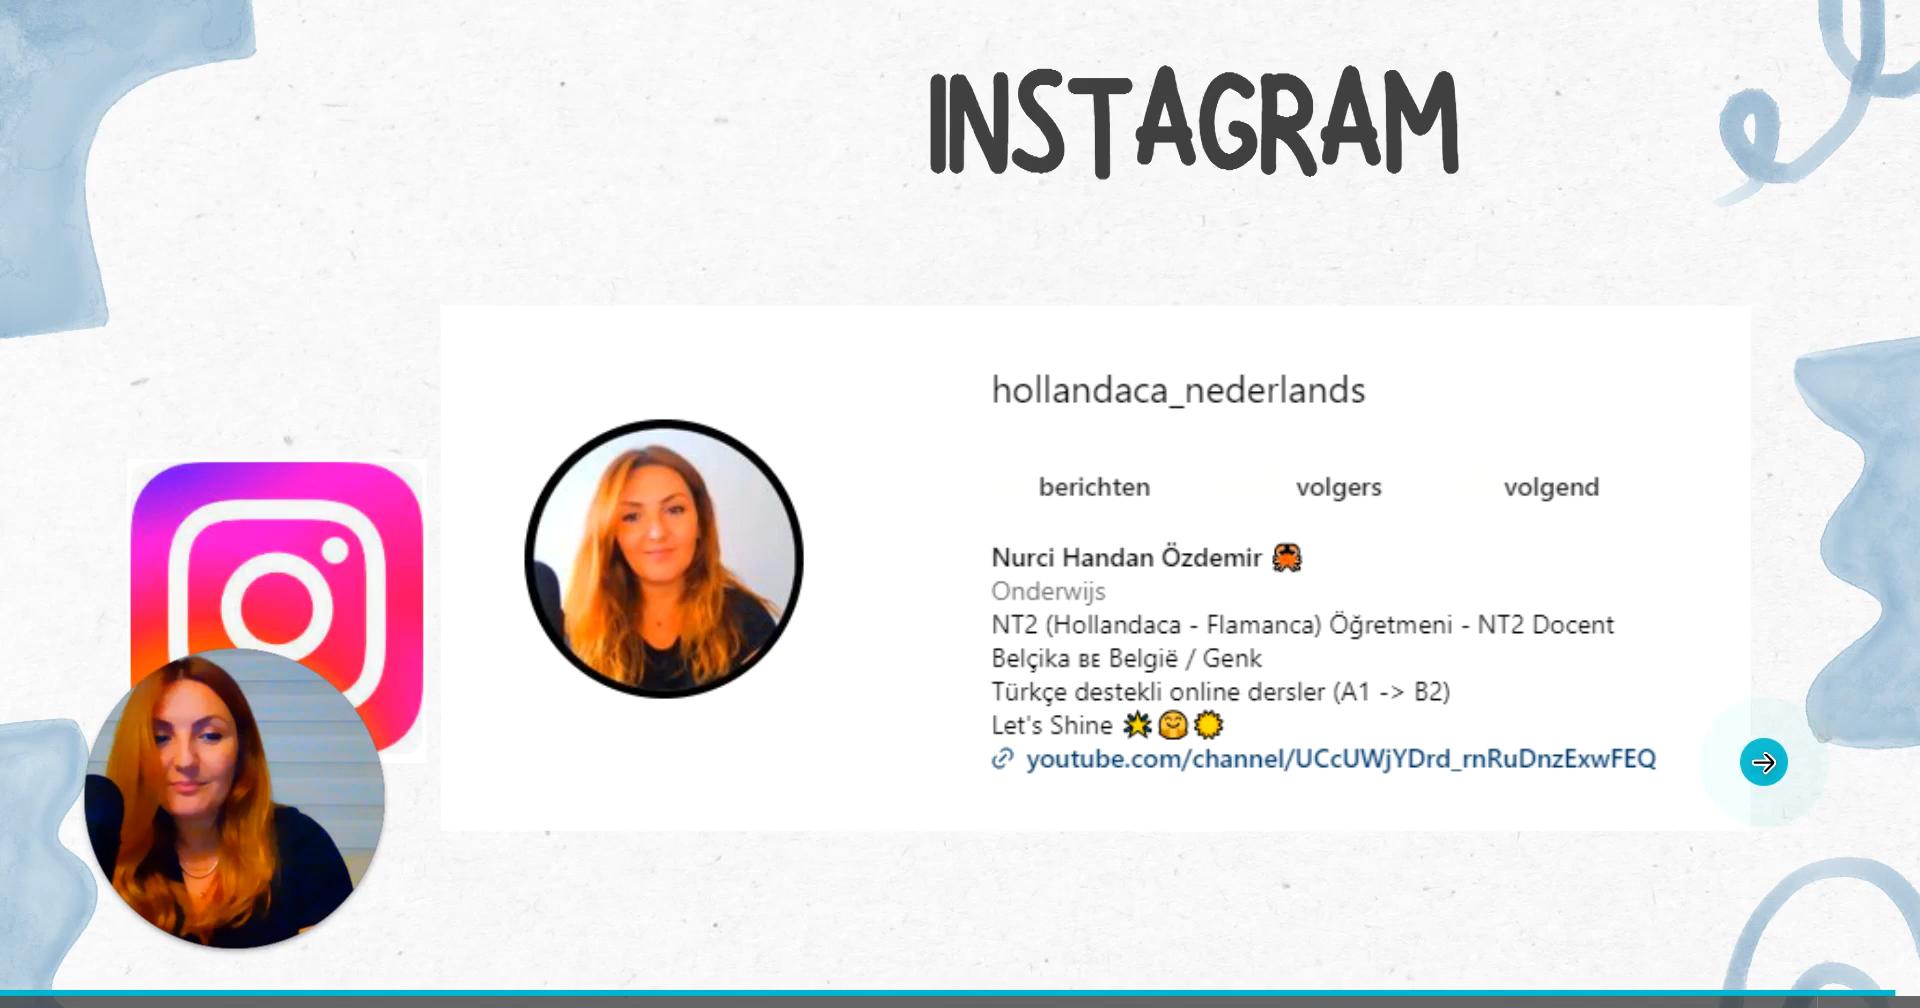 INSTAGRAM
hollandaca_nederlands
berichten volgers volgend
Nurci Handan Özdemir 🦀
Onderwijs
NT2 (Hollandaca - Flamanca) Öğretmeni - NT2 Docent
Belçika ʙᴇ België / Genk
Türkçe destekli online dersler (A1 -> B2)
Let's Shine 🌟🤗☀️
youtube.com/channel/UCcUWjYDrd_rnRuDnzExwFEQ